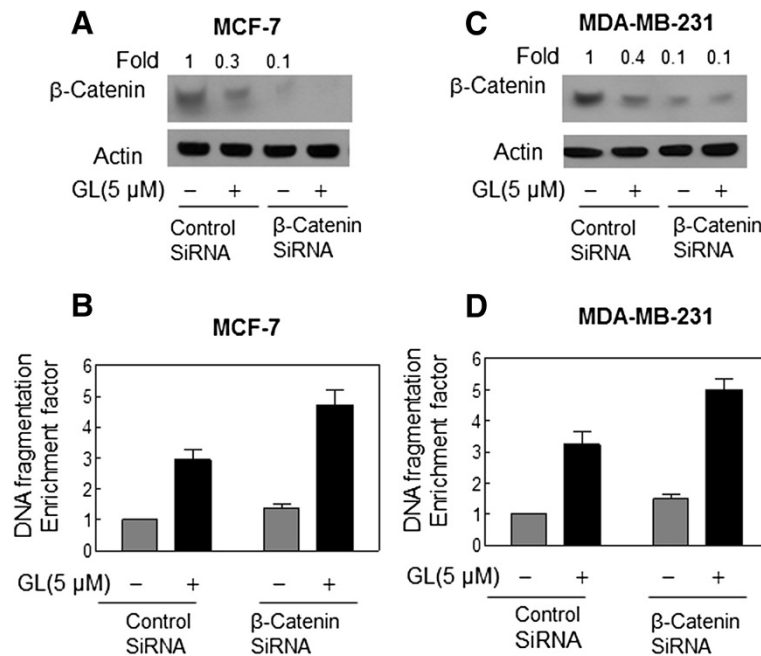 A
MCF-7
Fold 1 0.3 0.1
β-Catenin
Actin
GL(5 μM) – + – +
Control SiRNA
β-Catenin SiRNA
C
MDA-MB-231
Fold 1 0.4 0.1 0.1
β-Catenin
Actin
GL(5 μM) – + – +
Control SiRNA
β-Catenin SiRNA
B
MCF-7
DNA fragmentation
Enrichment factor
6
5
4
3
2
1
0
GL(5 μM) – + – +
Control SiRNA
β-Catenin SiRNA
D
MDA-MB-231
DNA fragmentation
Enrichment factor
6
5
4
3
2
1
0
GL(5 μM) – + – +
Control SiRNA
β-Catenin SiRNA